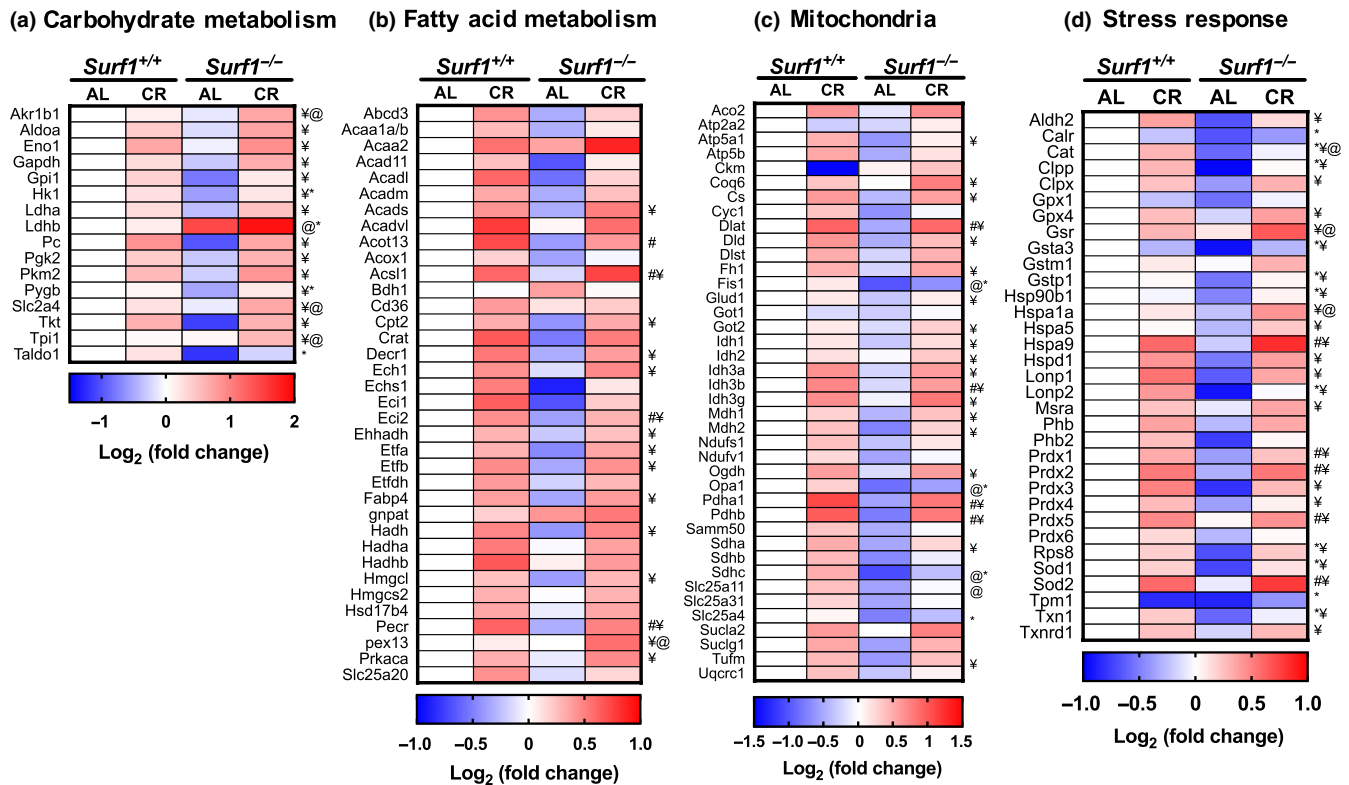 (a) Carbohydrate metabolism
Surf1+/+ Surf1−/−
AL CR AL CR
Akr1b1 ¥@
Aldoa ¥
Eno1 ¥
Gapdh ¥
Gpi1 ¥
Hk1 ¥*
Ldha ¥
Ldhb @*
Pc ¥
Pgk2 ¥
Pkm2 ¥
Pygb ¥*
Slc2a4 ¥@
Tkt ¥
Tpi1 ¥@
Taldo1 *
−1 0 1 2
Log2 (fold change)
(b) Fatty acid metabolism
Surf1+/+ Surf1−/−
AL CR AL CR
Abcd3
Acaa1a/b
Acaa2
Acad11
Acadl
Acadm
Acads ¥
Acadvl
Acot13 #
Acox1
Acsl1 #¥
Bdh1
Cd36
Cpt2 ¥
Crat
Decr1 ¥
Ech1 ¥
Echs1
Eci1
Eci2 #¥
Ehhadh ¥
Etfa ¥
Etfb ¥
Etfdh
Fabp4 ¥
gnpat
Hadh ¥
Hadha
Hadhb
Hmgcl ¥
Hmgcs2
Hsd17b4
Pecr #¥
pex13 ¥@
Prkaca ¥
Slc25a20
−1.0 −0.5 0 0.5 1.0
Log2 (fold change)
(c) Mitochondria
Surf1+/+ Surf1−/−
AL CR AL CR
Aco2
Atp2a2
Atp5a1 ¥
Atp5b
Ckm
Coq6 ¥
Cs ¥
Cyc1
Dlat #¥
Dld ¥
Dlst
Fh1 ¥
Fis1 @*
Glud1 ¥
Got1
Got2 ¥
Idh1 ¥
Idh2 ¥
Idh3a ¥
Idh3b #¥
Idh3g ¥
Mdh1 ¥
Mdh2 ¥
Ndufs1
Ndufv1
Ogdh ¥
Opa1 @*
Pdha1 #¥
Pdhb #¥
Samm50
Sdha ¥
Sdhb
Sdhc @*
Slc25a11 @
Slc25a31
Slc25a4 *
Sucla2
Suclg1
Tufm ¥
Uqcrc1
−1.5 −1.0 −0.5 0 0.5 1.0 1.5
Log2 (fold change)
(d) Stress response
Surf1+/+ Surf1−/−
AL CR AL CR
Aldh2 ¥
Calr *
Cat *¥@
Clpp *¥
Clpx ¥
Gpx1
Gpx4 ¥
Gsr ¥@
Gsta3 *¥
Gstm1
Gstp1 *¥
Hsp90b1 *¥
Hspa1a ¥@
Hspa5 ¥
Hspa9 #¥
Hspd1 ¥
Lonp1 ¥
Lonp2 *¥
Msra ¥
Phb
Phb2
Prdx1 #¥
Prdx2 #¥
Prdx3 ¥
Prdx4 ¥
Prdx5 #¥
Prdx6
Rps8 *¥
Sod1 *¥
Sod2 #¥
Tpm1 *
Txn1 *¥
Txnrd1 ¥
−1.0 −0.5 0 0.5 1.0
Log2 (fold change)